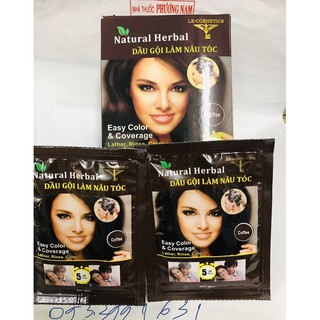 NHÀ THUỐC PHƯƠNG NAM
LK-COSMETICS
Natural Herbal
DẦU GỘI LÀM NÂU TÓC
Coffee
Easy Color
& Coverage
Lather, Rinse,
Natural Herbal
DẦU GỘI LÀM NÂU TÓC
Coffee
Easy Color
& Coverage
Lather, Rinse,
5
Natural Herbal
DẦU GỘI LÀM NÂU TÓC
Coffee
Easy Color
& Coverage
Lather, Rinse,
5